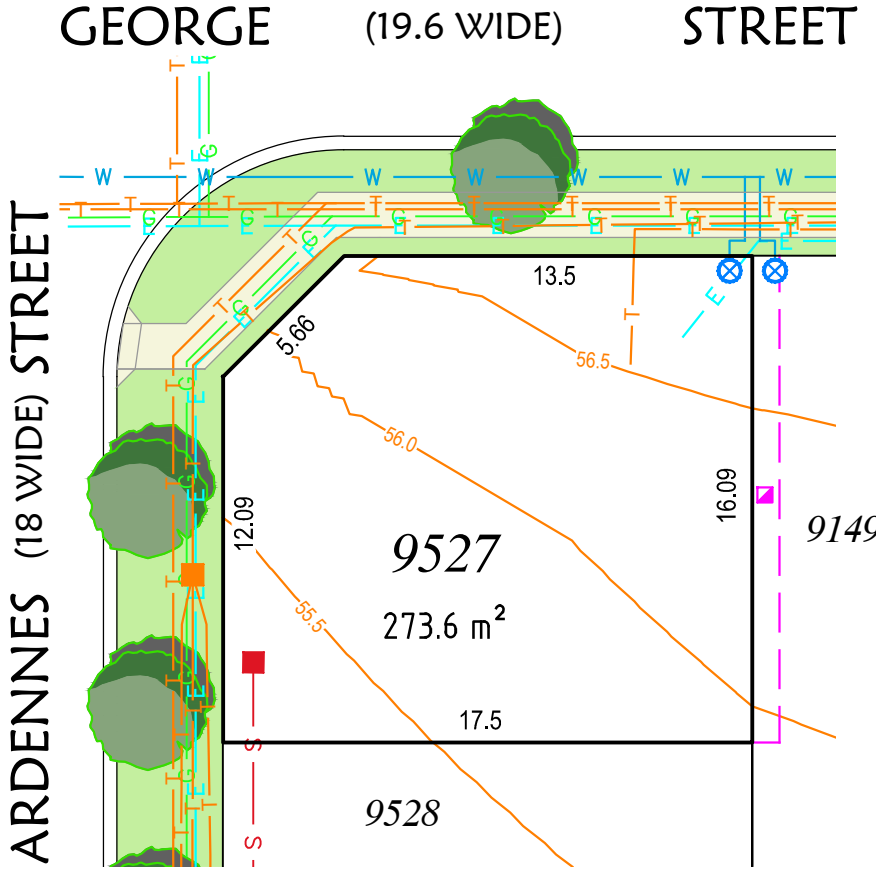 GEORGE (19.6 WIDE) STREET
ARDENNES (18 WIDE) STREET
T
E
G
T
E
G
W W W W W W W
T T T T T T
G G G G G
E E E E E E
T T T T
13.5
5.66
56.5
56.0
12.09
16.09
9527
273.6 m²
55.5
17.5
9149
9528
T
E
T
G
E
T
G
E
T
G
E
T
G
E
T
G
E
T
S
S